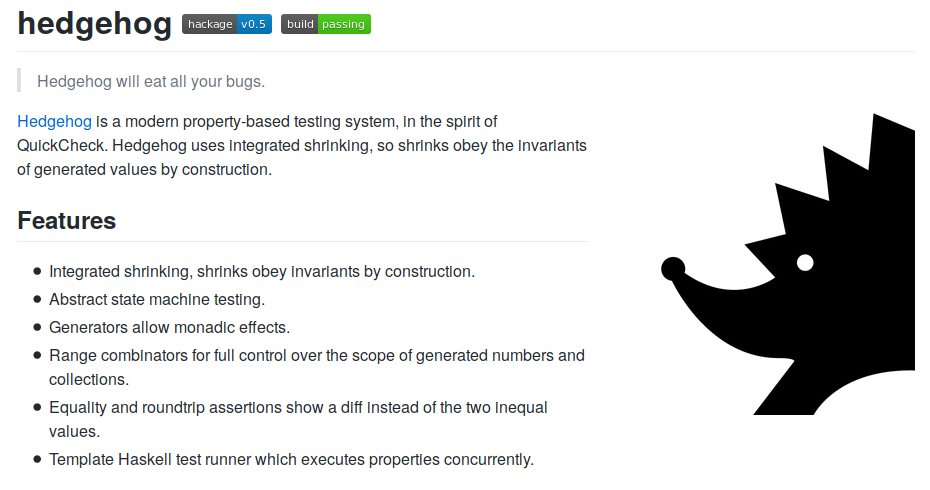 hedgehog hackage v0.5 build passing
Hedgehog will eat all your bugs.
Hedgehog is a modern property-based testing system, in the spirit of
QuickCheck. Hedgehog uses integrated shrinking, so shrinks obey the invariants
of generated values by construction.
Features
Integrated shrinking, shrinks obey invariants by construction.
Abstract state machine testing.
Generators allow monadic effects.
Range combinators for full control over the scope of generated numbers and
collections.
Equality and roundtrip assertions show a diff instead of the two inequal
values.
Template Haskell test runner which executes properties concurrently.